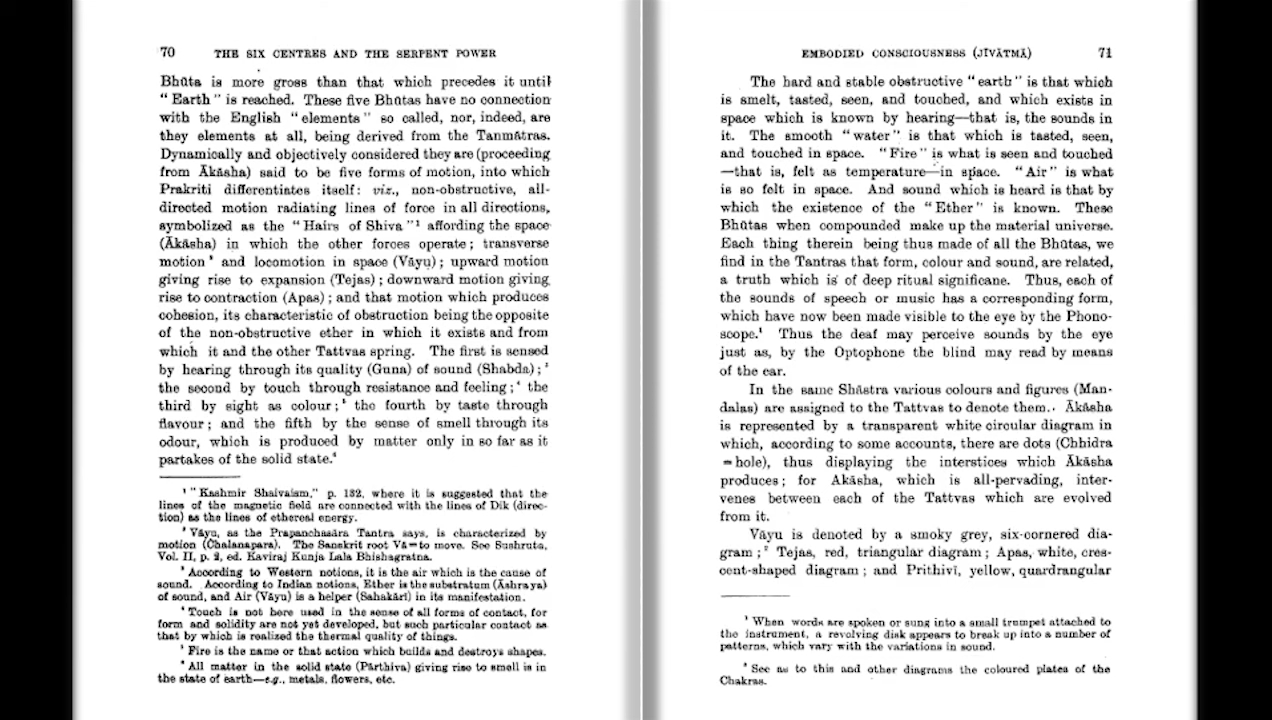 70 THE SIX CENTRES AND THE SERPENT POWER
Bhūta is more gross than that which precedes it until
“ Earth ” is reached. These five Bhūtas have no connection
with the English “ elements ” so called, nor, indeed, are
they elements at all, being derived from the Tanmātras.
Dynamically and objectively considered they are (proceeding
from Ākāsha) said to be five forms of motion, into which
Prakriti differentiates itself: viz., non-obstructive, all-
directed motion radiating lines of force in all directions,
symbolized as the “ Hairs of Shiva ”¹ affording the space
(Ākāsha) in which the other forces operate ; transverse
motion² and locomotion in space (Vāyu) ; upward motion
giving rise to expansion (Tejas) ; downward motion giving
rise to contraction (Apas) ; and that motion which produces
cohesion, its characteristic of obstruction being the opposite
of the non-obstructive ether in which it exists and from
which it and the other Tattvas spring. The first is sensed
by hearing through its quality (Guna) of sound (Shabda) ;³
the second by touch through resistance and feeling ;⁴ the
third by sight as colour ;⁵ the fourth by taste through
flavour ; and the fifth by the sense of smell through its
odour, which is produced by matter only in so far as it
partakes of the solid state.⁶
¹ “ Kashmir Shaivaism,” p. 132, where it is suggested that the
lines of the magnetic field are connected with the lines of Dik (direc-
tion) as the lines of ethereal energy.
² Vāyu, as the Prapanchasāra Tantra says, is characterized by
motion (Chalanapara). The Sanskrit root Vā=to move. See Sushruta,
Vol. II, p. 2, ed. Kaviraj Kunja Lala Bhishagratna.
³ According to Western notions, it is the air which is the cause of
sound. According to Indian notions, Ether is the substratum (Āshraya)
of sound, and Air (Vāyu) is a helper (Sahakārī) in its manifestation.
⁴ Touch is not here used in the sense of all forms of contact, for
form and solidity are not yet developed, but such particular contact as
that by which is realized the thermal quality of things.
⁵ Fire is the name or that action which builds and destroys shapes.
⁶ All matter in the solid state (Pārthiva) giving rise to smell is in
the state of earth—e.g., metals, flowers, etc.
EMBODIED CONSCIOUSNESS (JĪVĀTMĀ) 71
The hard and stable obstructive “ earth ” is that which
is smelt, tasted, seen, and touched, and which exists in
space which is known by hearing—that is, the sounds in
it. The smooth “ water ” is that which is tasted, seen,
and touched in space. “ Fire ” is what is seen and touched
—that is, felt as temperature—in space. “ Air ” is what
is so felt in space. And sound which is heard is that by
which the existence of the “ Ether ” is known. These
Bhūtas when compounded make up the material universe.
Each thing therein being thus made of all the Bhūtas, we
find in the Tantras that form, colour and sound, are related,
a truth which is of deep ritual significane. Thus, each of
the sounds of speech or music has a corresponding form,
which have now been made visible to the eye by the Phono-
scope.¹ Thus the deaf may perceive sounds by the eye
just as, by the Optophone the blind may read by means
of the ear.
In the same Shāstra various colours and figures (Man-
dalas) are assigned to the Tattvas to denote them. Ākāsha
is represented by a transparent white circular diagram in
which, according to some accounts, there are dots (Chhidra
=hole), thus displaying the interstices which Ākāsha
produces ; for Akāsha, which is all-pervading, inter-
venes between each of the Tattvas which are evolved
from it.
Vāyu is denoted by a smoky grey, six-cornered dia-
gram ;² Tejas, red, triangular diagram ; Apas, white, cres-
cent-shaped diagram ; and Prithivī, yellow, quardrangular
¹ When words are spoken or sung into a small trumpet attached to
the instrument, a revolving disk appears to break up into a number of
patterns, which vary with the variations in sound.
² See as to this and other diagrams the coloured plates of the
Chakras.